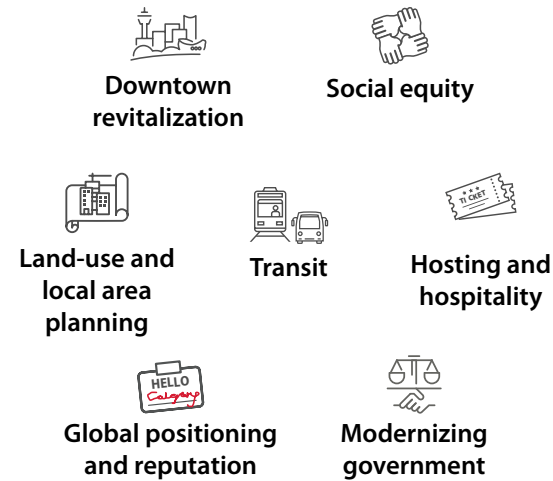 Downtown
revitalization
Social equity
TICKET
Land-use and
local area
planning
Transit
Hosting and
hospitality
HELLO
Calgary
Global positioning
and reputation
Modernizing
government